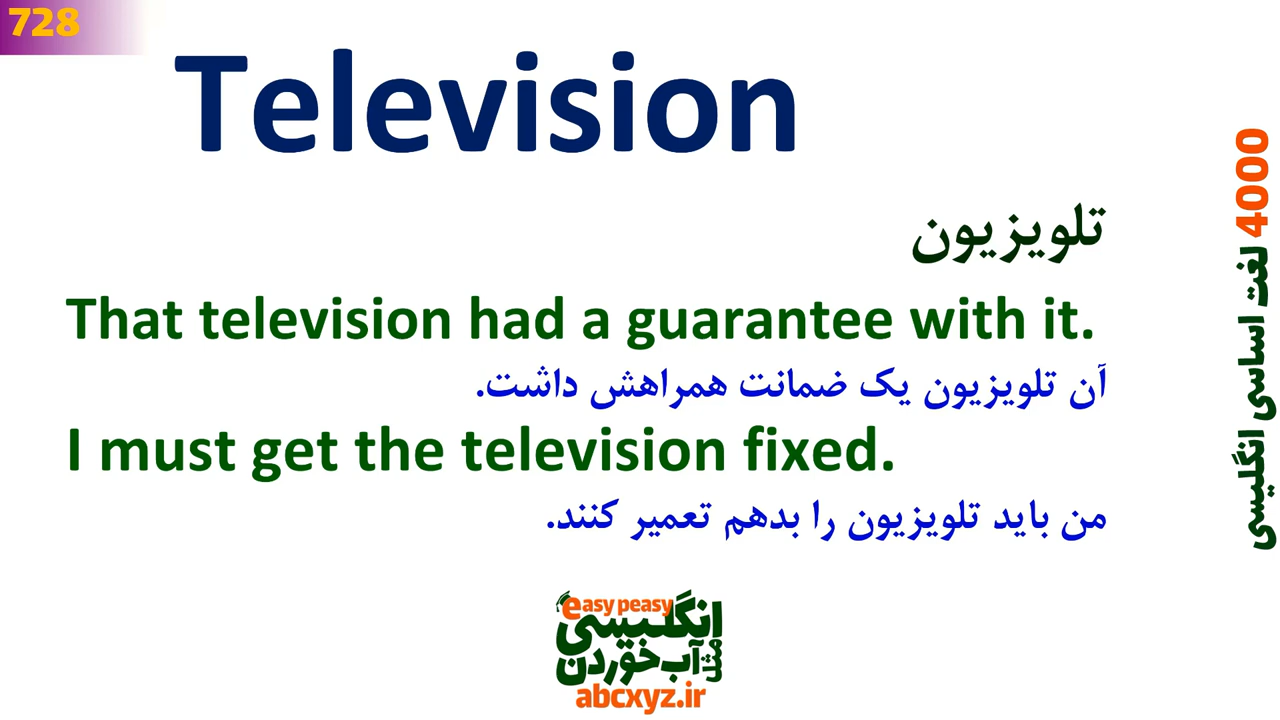 728
Television
تلویزیون
That television had a guarantee with it.
آن تلویزیون یک ضمانت همراهش داشت.
I must get the television fixed.
من باید تلویزیون را بدهم تعمیر کنند.
4000 لغت اساسی انگلیسی
easy peasy
انگلیسی
مثل آب خوردن
abcxyz.ir